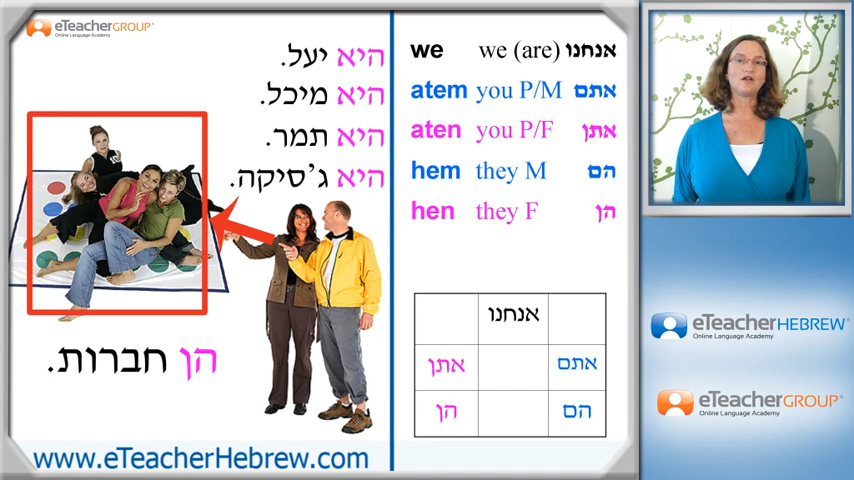 eTeacherGROUP®
Online Language Academy
היא יעל.
היא מיכל.
היא תמר.
היא ג'סיקה.
הן חברות.
www.eTeacherHebrew.com
we we (are) אנחנו
atem you P/M אתם
aten you P/F אתן
hem they M הם
hen they F הן
אנחנו
אתם אתן
הם הן
eTeacherHEBREW®
Online Language Academy
eTeacherGROUP®
Online Language Academy